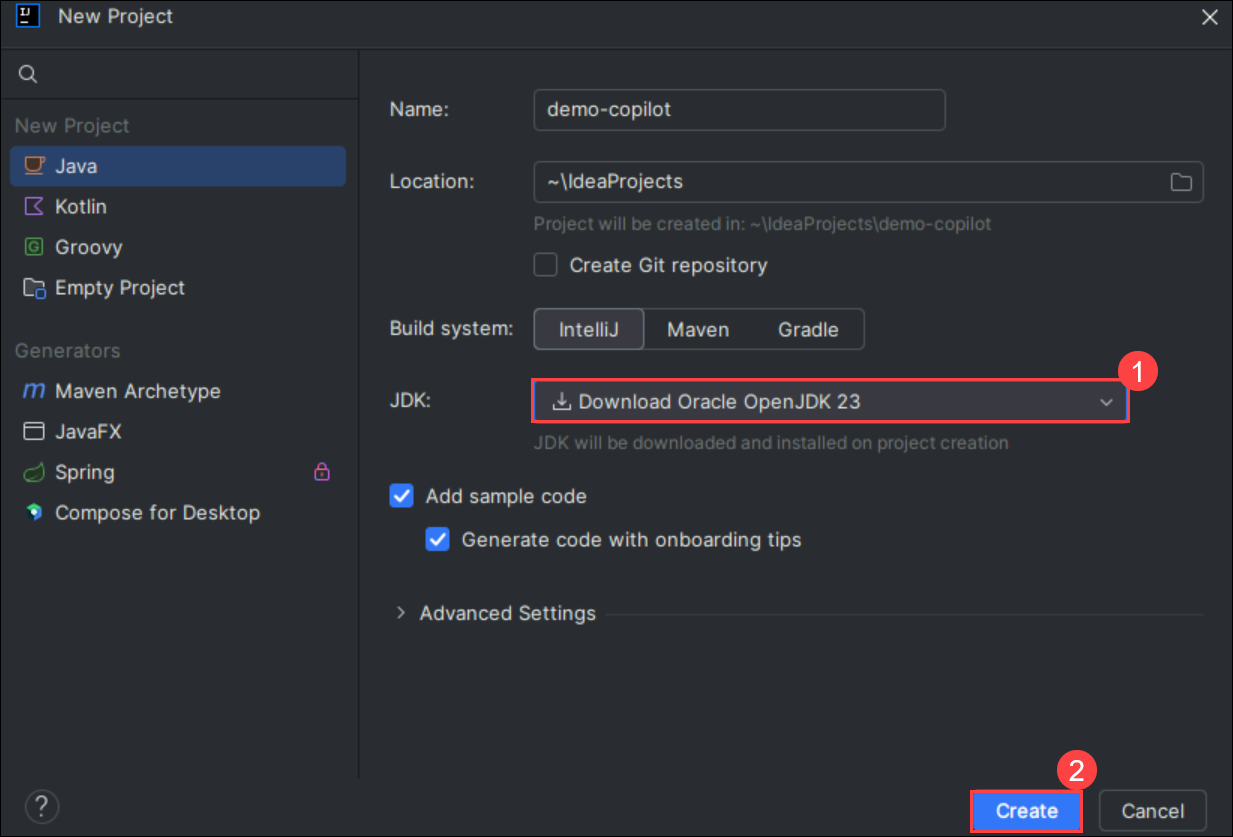 New Project
New Project
Java
Kotlin
Groovy
Empty Project
Generators
Maven Archetype
JavaFX
Spring
Compose for Desktop
Name: demo-copilot
Location: ~\IdeaProjects
Project will be created in: ~\IdeaProjects\demo-copilot
Create Git repository
Build system: IntelliJ Maven Gradle
1
JDK: Download Oracle OpenJDK 23
JDK will be downloaded and installed on project creation
Add sample code
Generate code with onboarding tips
Advanced Settings
2
? Create Cancel